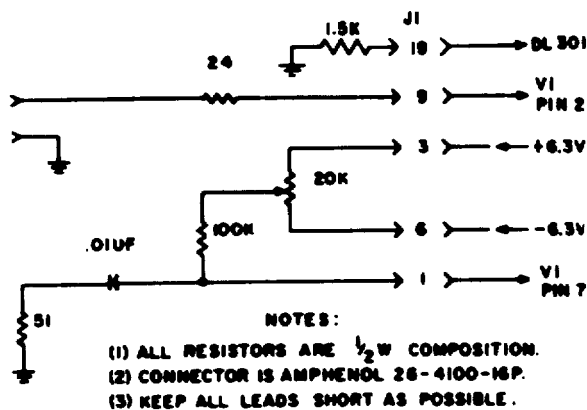 J1
1.5K
19
DL 301
24
9
V1
PIN 2
3
+6.3V
20K
100K
6
-6.3V
.01UF
1
V1
PIN 7
51
NOTES:
(1) ALL RESISTORS ARE 1/2 W COMPOSITION.
(2) CONNECTOR IS AMPHENOL 26-4100-16P.
(3) KEEP ALL LEADS SHORT AS POSSIBLE.